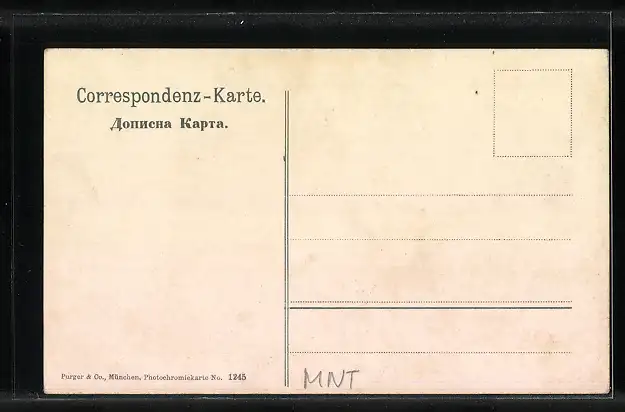 Correspondenz-Karte.
Дописна Карта.
Purger & Co., München, Photochromiekarte No. 1245
MNT